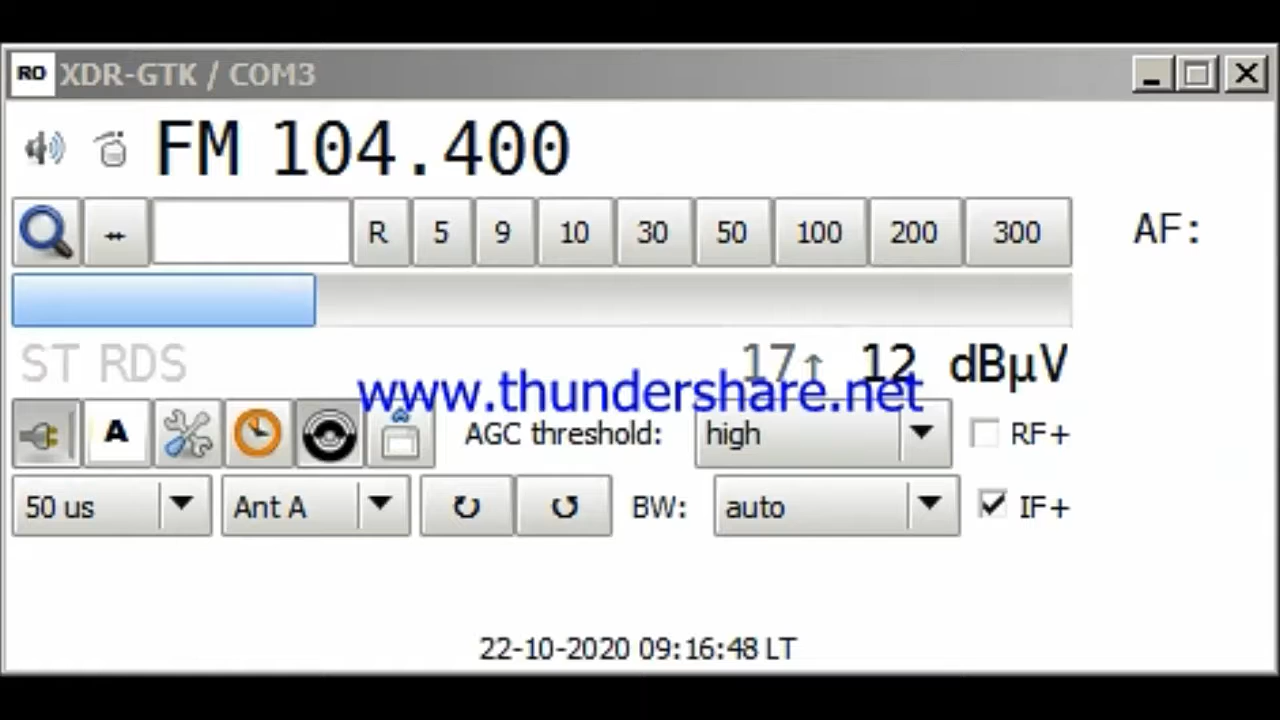 RO XDR-GTK / COM3
FM 104.400
R 5 9 10 30 50 100 200 300 AF:
ST RDS 17↑ 12 dBµV
www.thundershare.net
A AGC threshold: high RF+
50 us Ant A ↻ ↺ BW: auto IF+
22-10-2020 09:16:48 LT